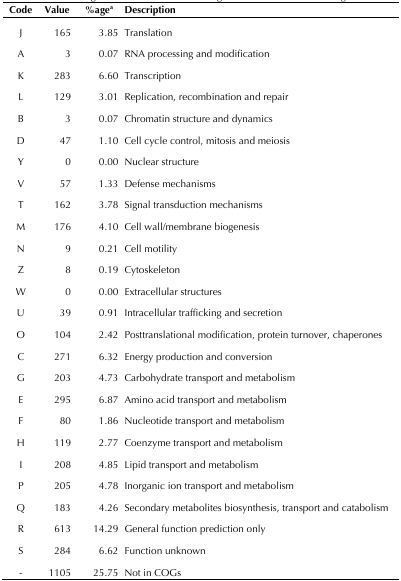 Code Value %ageᵃ Description
J 165 3.85 Translation
A 3 0.07 RNA processing and modification
K 283 6.60 Transcription
L 129 3.01 Replication, recombination and repair
B 3 0.07 Chromatin structure and dynamics
D 47 1.10 Cell cycle control, mitosis and meiosis
Y 0 0.00 Nuclear structure
V 57 1.33 Defense mechanisms
T 162 3.78 Signal transduction mechanisms
M 176 4.10 Cell wall/membrane biogenesis
N 9 0.21 Cell motility
Z 8 0.19 Cytoskeleton
W 0 0.00 Extracellular structures
U 39 0.91 Intracellular trafficking and secretion
O 104 2.42 Posttranslational modification, protein turnover, chaperones
C 271 6.32 Energy production and conversion
G 203 4.73 Carbohydrate transport and metabolism
E 295 6.87 Amino acid transport and metabolism
F 80 1.86 Nucleotide transport and metabolism
H 119 2.77 Coenzyme transport and metabolism
I 208 4.85 Lipid transport and metabolism
P 205 4.78 Inorganic ion transport and metabolism
Q 183 4.26 Secondary metabolites biosynthesis, transport and catabolism
R 613 14.29 General function prediction only
S 284 6.62 Function unknown
- 1105 25.75 Not in COGs